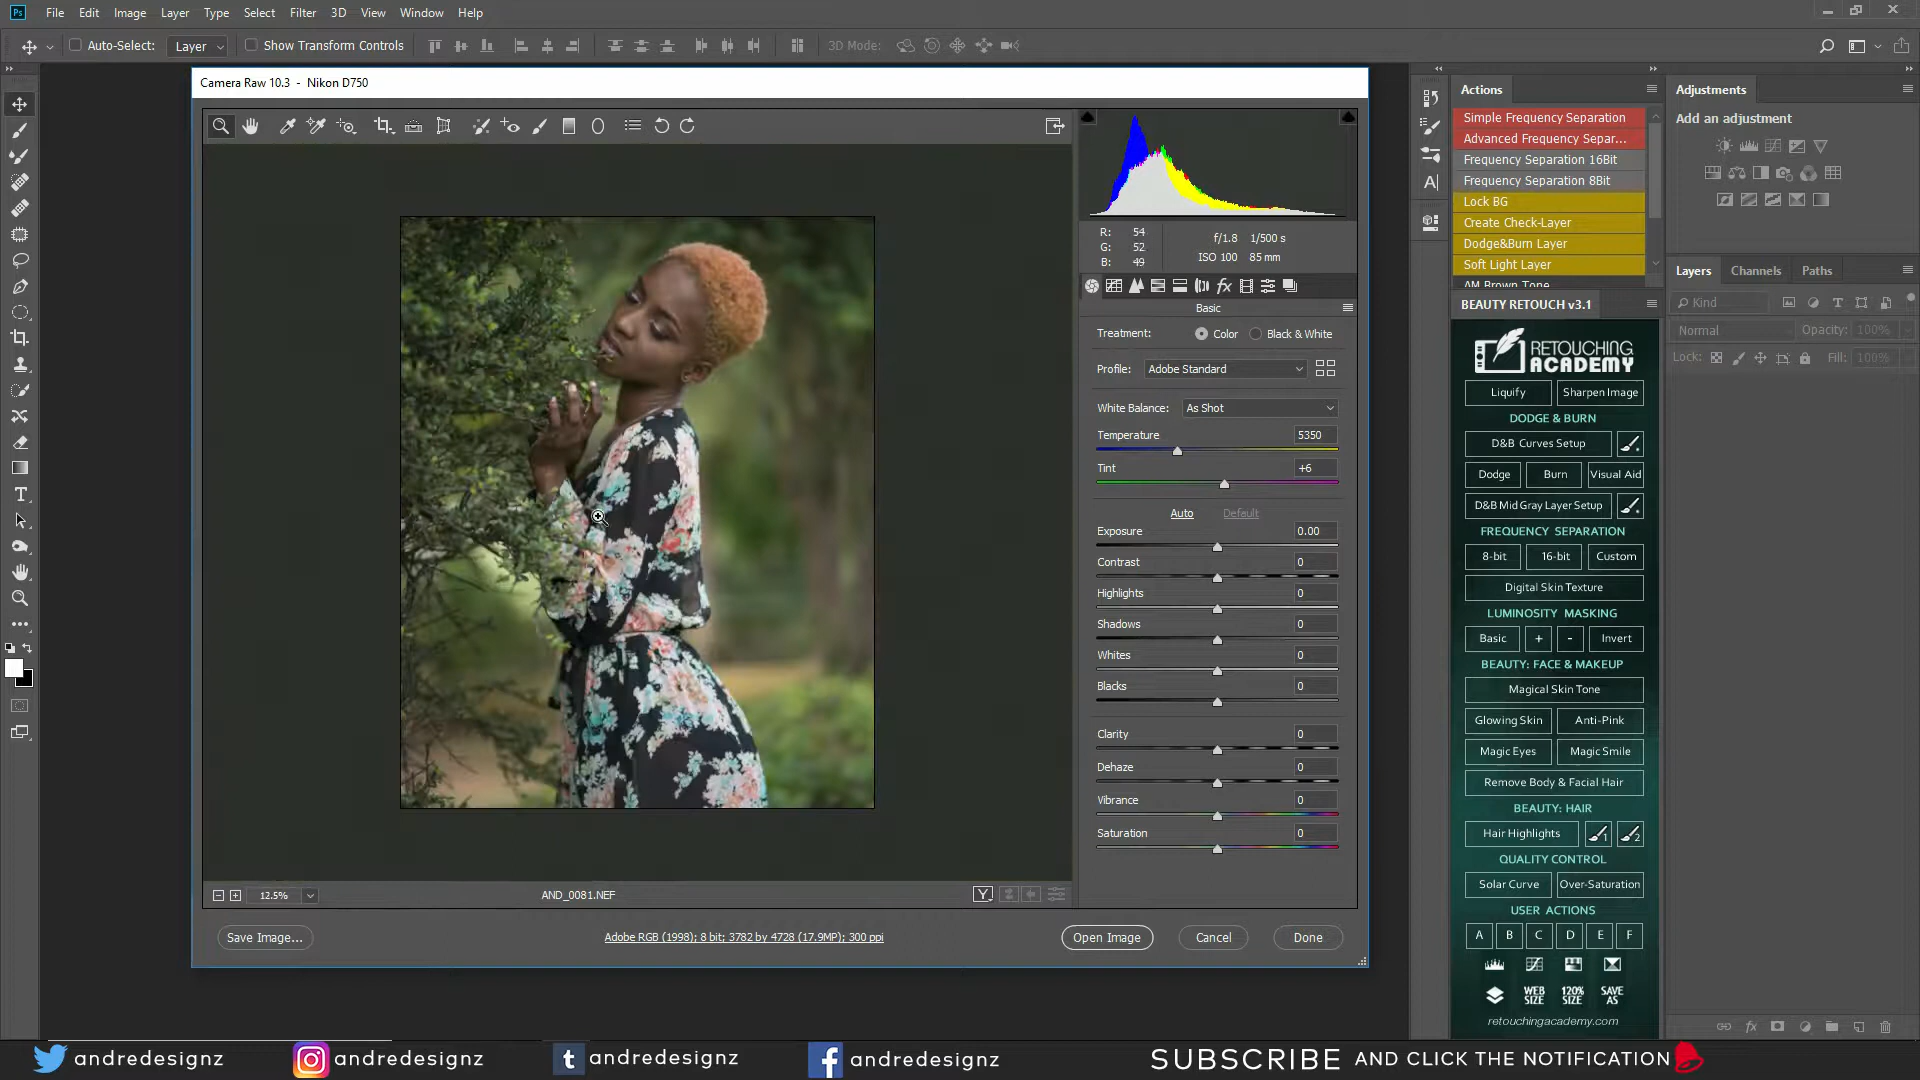 Ps File Edit Image Layer Type Select Filter 3D View Window Help
Auto-Select: Layer Show Transform Controls 3D Mode:
Camera Raw 10.3 - Nikon D750
R: 54
G: 52
B: 49
f/1.8 1/500 s
ISO 100 85 mm
Basic
Treatment: Color Black & White
Profile: Adobe Standard
White Balance: As Shot
Temperature 5350
Tint +6
Auto Default
Exposure 0.00
Contrast 0
Highlights 0
Shadows 0
Whites 0
Blacks 0
Clarity 0
Dehaze 0
Vibrance 0
Saturation 0
12.5% AND_0081.NEF Y
Save Image... Adobe RGB (1998); 8 bit; 3782 by 4728 (17.9MP); 300 ppi Open Image Cancel Done
Actions
Simple Frequency Separation
Advanced Frequency Separ...
Frequency Separation 16Bit
Frequency Separation 8Bit
Lock BG
Create Check-Layer
Dodge&Burn Layer
Soft Light Layer
AM Brown Tone
BEAUTY RETOUCH v3.1
RETOUCHING
ACADEMY
Liquify Sharpen Image
DODGE & BURN
D&B Curves Setup
Dodge Burn Visual Aid
D&B Mid Gray Layer Setup
FREQUENCY SEPARATION
8-bit 16-bit Custom
Digital Skin Texture
LUMINOSITY MASKING
Basic + - Invert
BEAUTY: FACE & MAKEUP
Magical Skin Tone
Glowing Skin Anti-Pink
Magic Eyes Magic Smile
Remove Body & Facial Hair
BEAUTY: HAIR
Hair Highlights 1 2
QUALITY CONTROL
Solar Curve Over-Saturation
USER ACTIONS
A B C D E F
WEB SIZE 120% SIZE SAVE AS
retouchingacademy.com
Adjustments
Add an adjustment
Layers Channels Paths
Kind
Normal Opacity: 100%
Lock: Fill: 100%
andredesignz andredesignz andredesignz andredesignz SUBSCRIBE AND CLICK THE NOTIFICATION